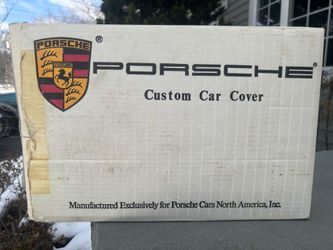 PORSCHE
®
PORSCHE®
Custom Car Cover
Manufactured Exclusively for Porsche Cars North America, Inc.